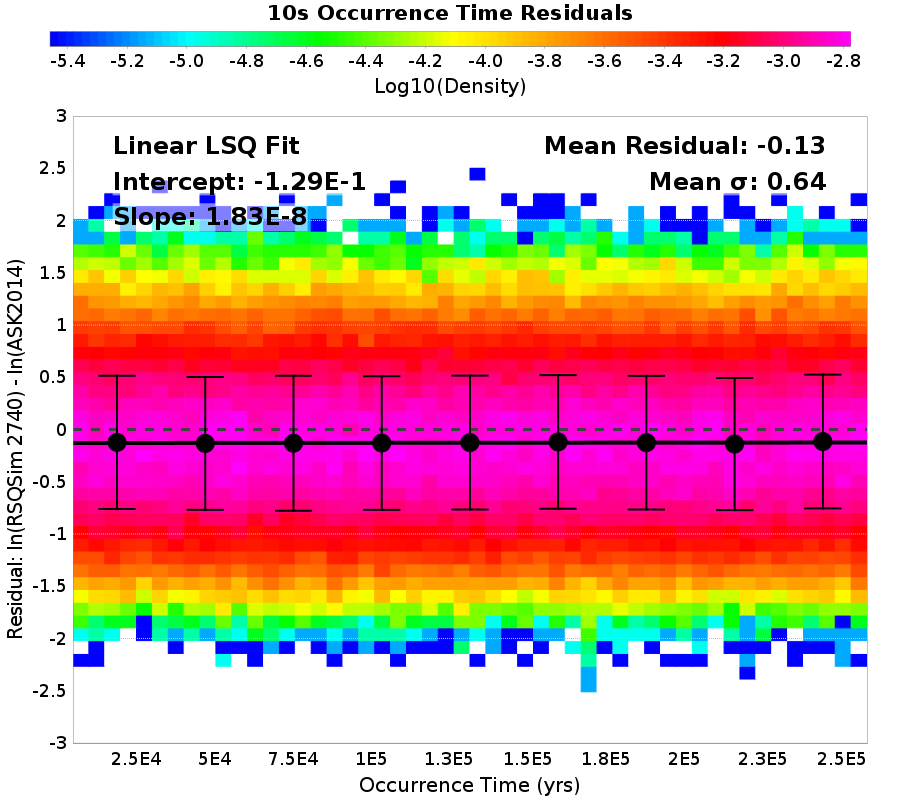 10s Occurrence Time Residuals
-5.4 -5.2 -5.0 -4.8 -4.6 -4.4 -4.2 -4.0 -3.8 -3.6 -3.4 -3.2 -3.0 -2.8
Log10(Density)
Linear LSQ Fit
Intercept: -1.29E-1
Slope: 1.83E-8
Mean Residual: -0.13
Mean σ: 0.64
Residual: ln(RSQSim 2740) - ln(ASK2014)
3
2.5
2
1.5
1
0.5
0
-0.5
-1
-1.5
-2
-2.5
-3
2.5E4 5E4 7.5E4 1E5 1.3E5 1.5E5 1.8E5 2E5 2.3E5 2.5E5
Occurrence Time (yrs)